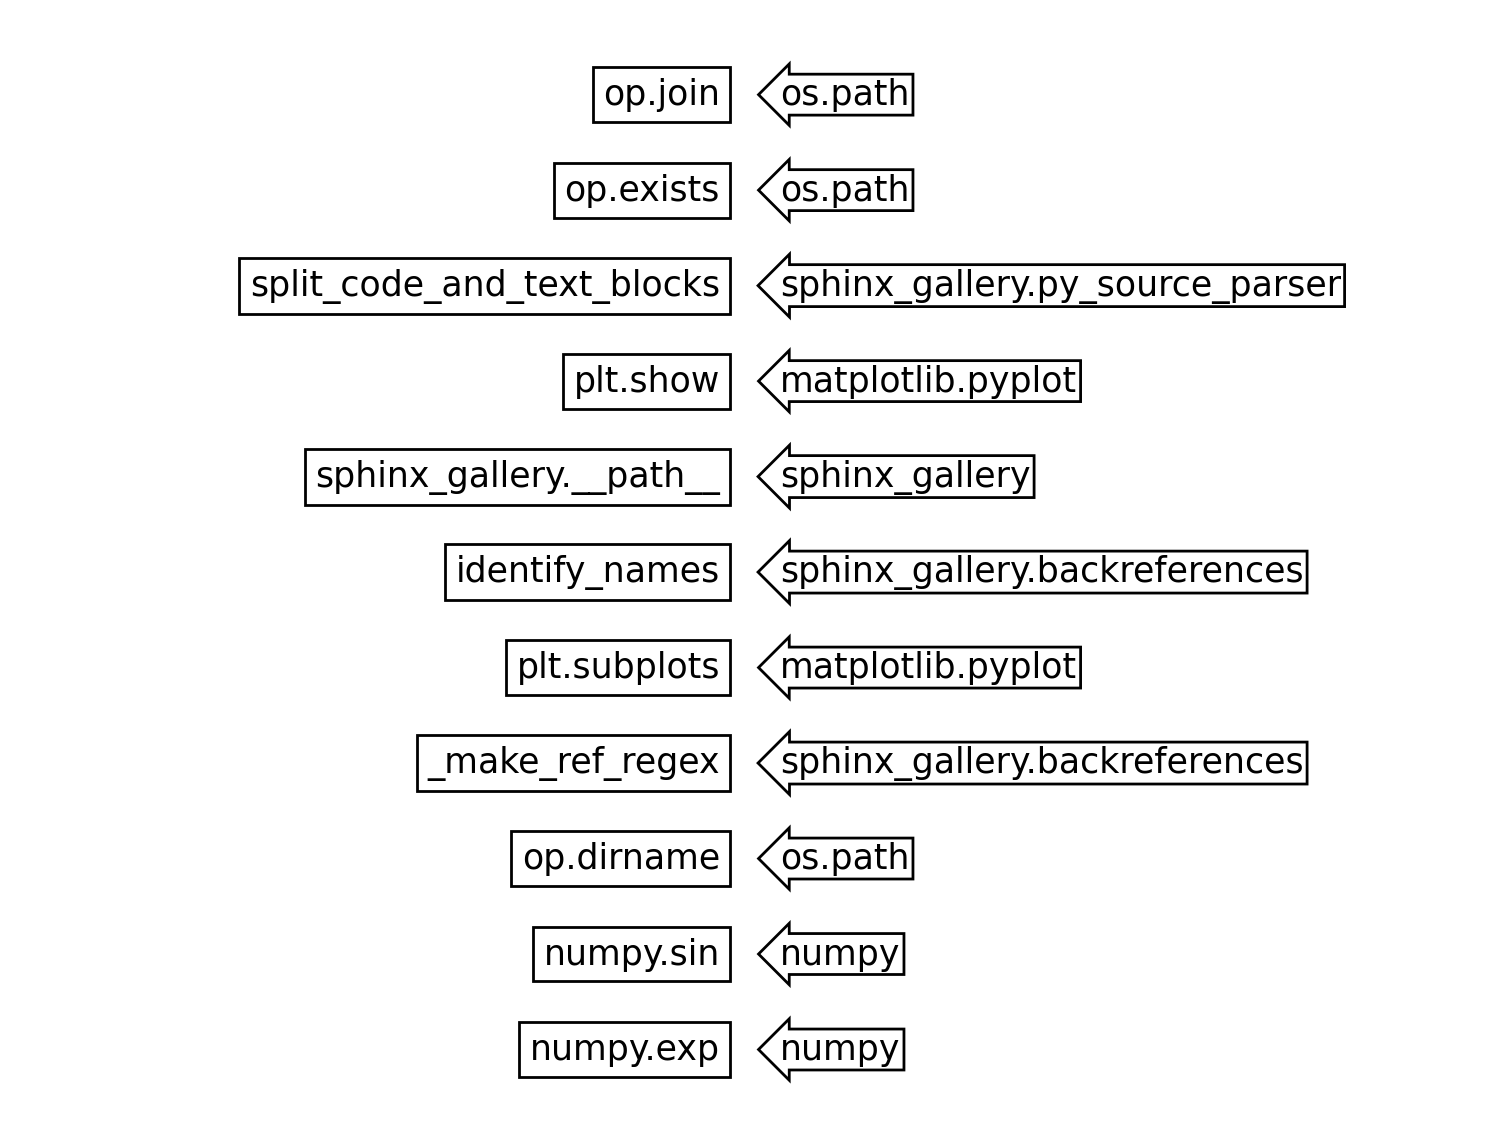 op.join os.path
op.exists os.path
split_code_and_text_blocks sphinx_gallery.py_source_parser
plt.show matplotlib.pyplot
sphinx_gallery.__path__ sphinx_gallery
identify_names sphinx_gallery.backreferences
plt.subplots matplotlib.pyplot
_make_ref_regex sphinx_gallery.backreferences
op.dirname os.path
numpy.sin numpy
numpy.exp numpy